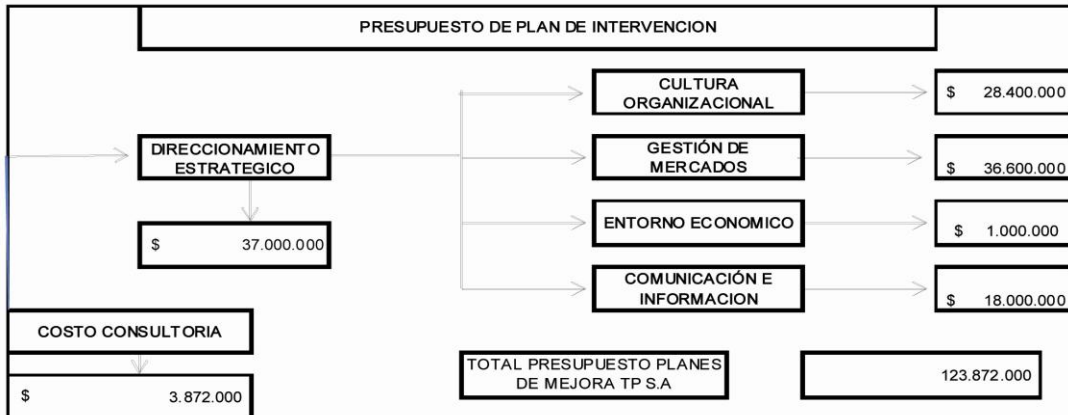 PRESUPUESTO DE PLAN DE INTERVENCION
CULTURA
ORGANIZACIONAL
$ 28.400.000
DIRECCIONAMIENTO
ESTRATEGICO
GESTIÓN DE
MERCADOS
$ 36.600.000
$ 37.000.000
ENTORNO ECONOMICO
$ 1.000.000
COMUNICACIÓN E
INFORMACION
$ 18.000.000
COSTO CONSULTORIA
$ 3.872.000
TOTAL PRESUPUESTO PLANES
DE MEJORA TP S.A
123.872.000